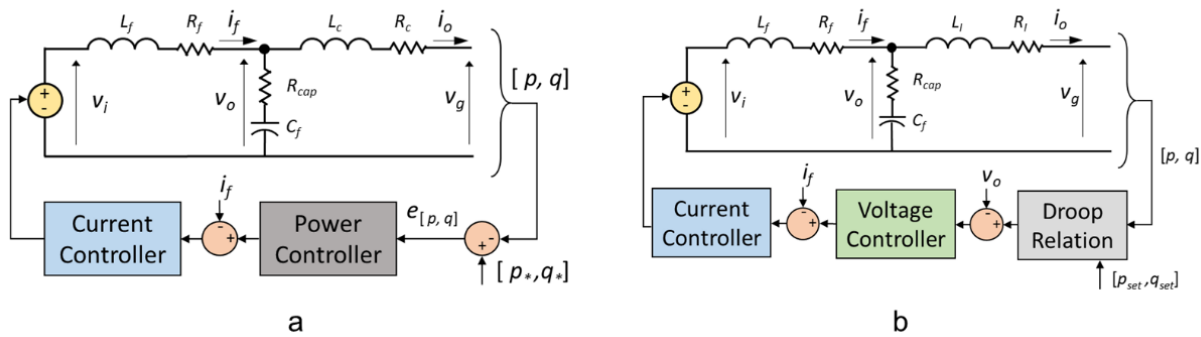 L_f R_f i_f L_c R_c i_o
v_i v_o R_cap C_f v_g [p, q]
i_f e_[p, q]
Current Controller
Power Controller
[p*,q*]
a
L_f R_f i_f L_l R_l i_o
v_i v_o R_cap C_f v_g [p, q]
i_f v_o
Current Controller
Voltage Controller
Droop Relation
[p_set,q_set]
b